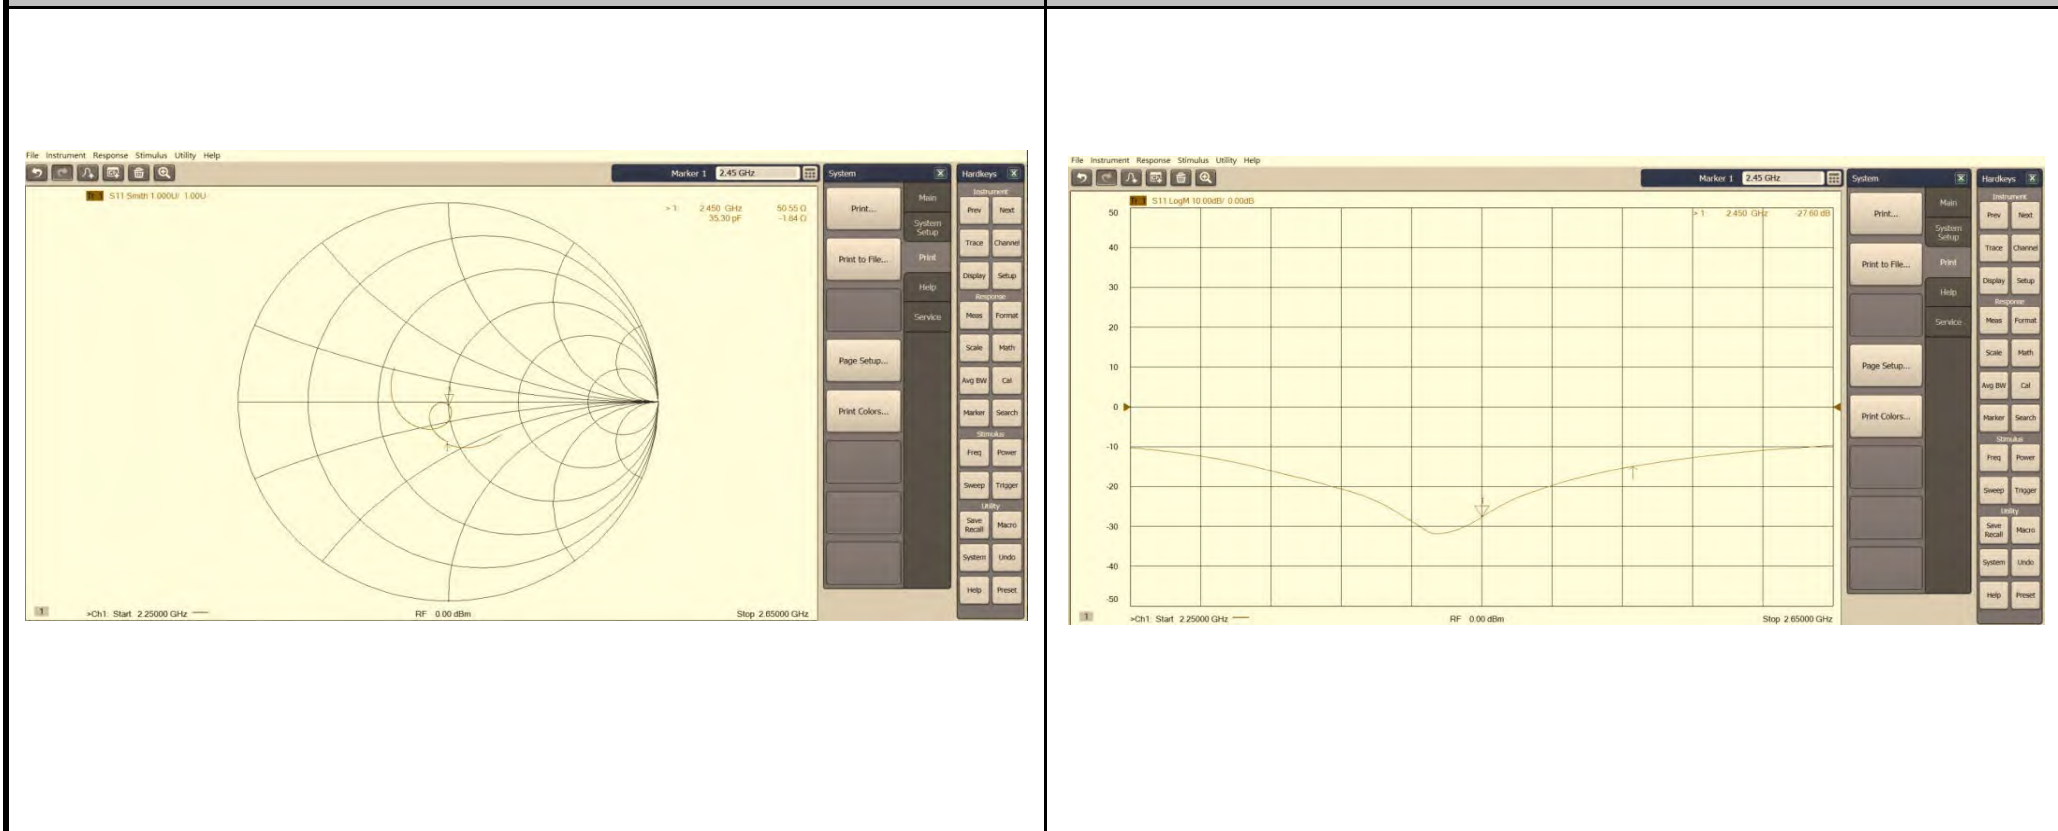 File Instrument Response Stimulus Utility Help
Marker 1 2.45 GHz
System X
Hardkeys X
Tr 1 S11 Smith 1.000U/ 1.00U
>1: 2.450 GHz 50.55 Ω
35.30 pF -1.84 Ω
Print...
Print to File...
Page Setup...
Print Colors...
Main
System
Setup
Print
Help
Service
Instrument
Prev Next
Trace Channel
Display Setup
Response
Meas Format
Scale Math
Avg BW Cal
Marker Search
Stimulus
Freq Power
Sweep Trigger
Utility
Save
Recall Macro
System Undo
Help Preset
1
1 >Ch1: Start 2.25000 GHz
RF 0.00 dBm
Stop 2.65000 GHz
File Instrument Response Stimulus Utility Help
Marker 1 2.45 GHz
System X
Hardkeys X
Tr 1 S11 LogM 10.00dB/ 0.00dB
>1: 2.450 GHz -27.60 dB
50
40
30
20
10
0
-10
-20
-30
-40
-50
1
Print...
Print to File...
Page Setup...
Print Colors...
Main
System
Setup
Print
Help
Service
Instrument
Prev Next
Trace Channel
Display Setup
Response
Meas Format
Scale Math
Avg BW Cal
Marker Search
Stimulus
Freq Power
Sweep Trigger
Utility
Save
Recall Macro
System Undo
Help Preset
1 >Ch1: Start 2.25000 GHz
RF 0.00 dBm
Stop 2.65000 GHz